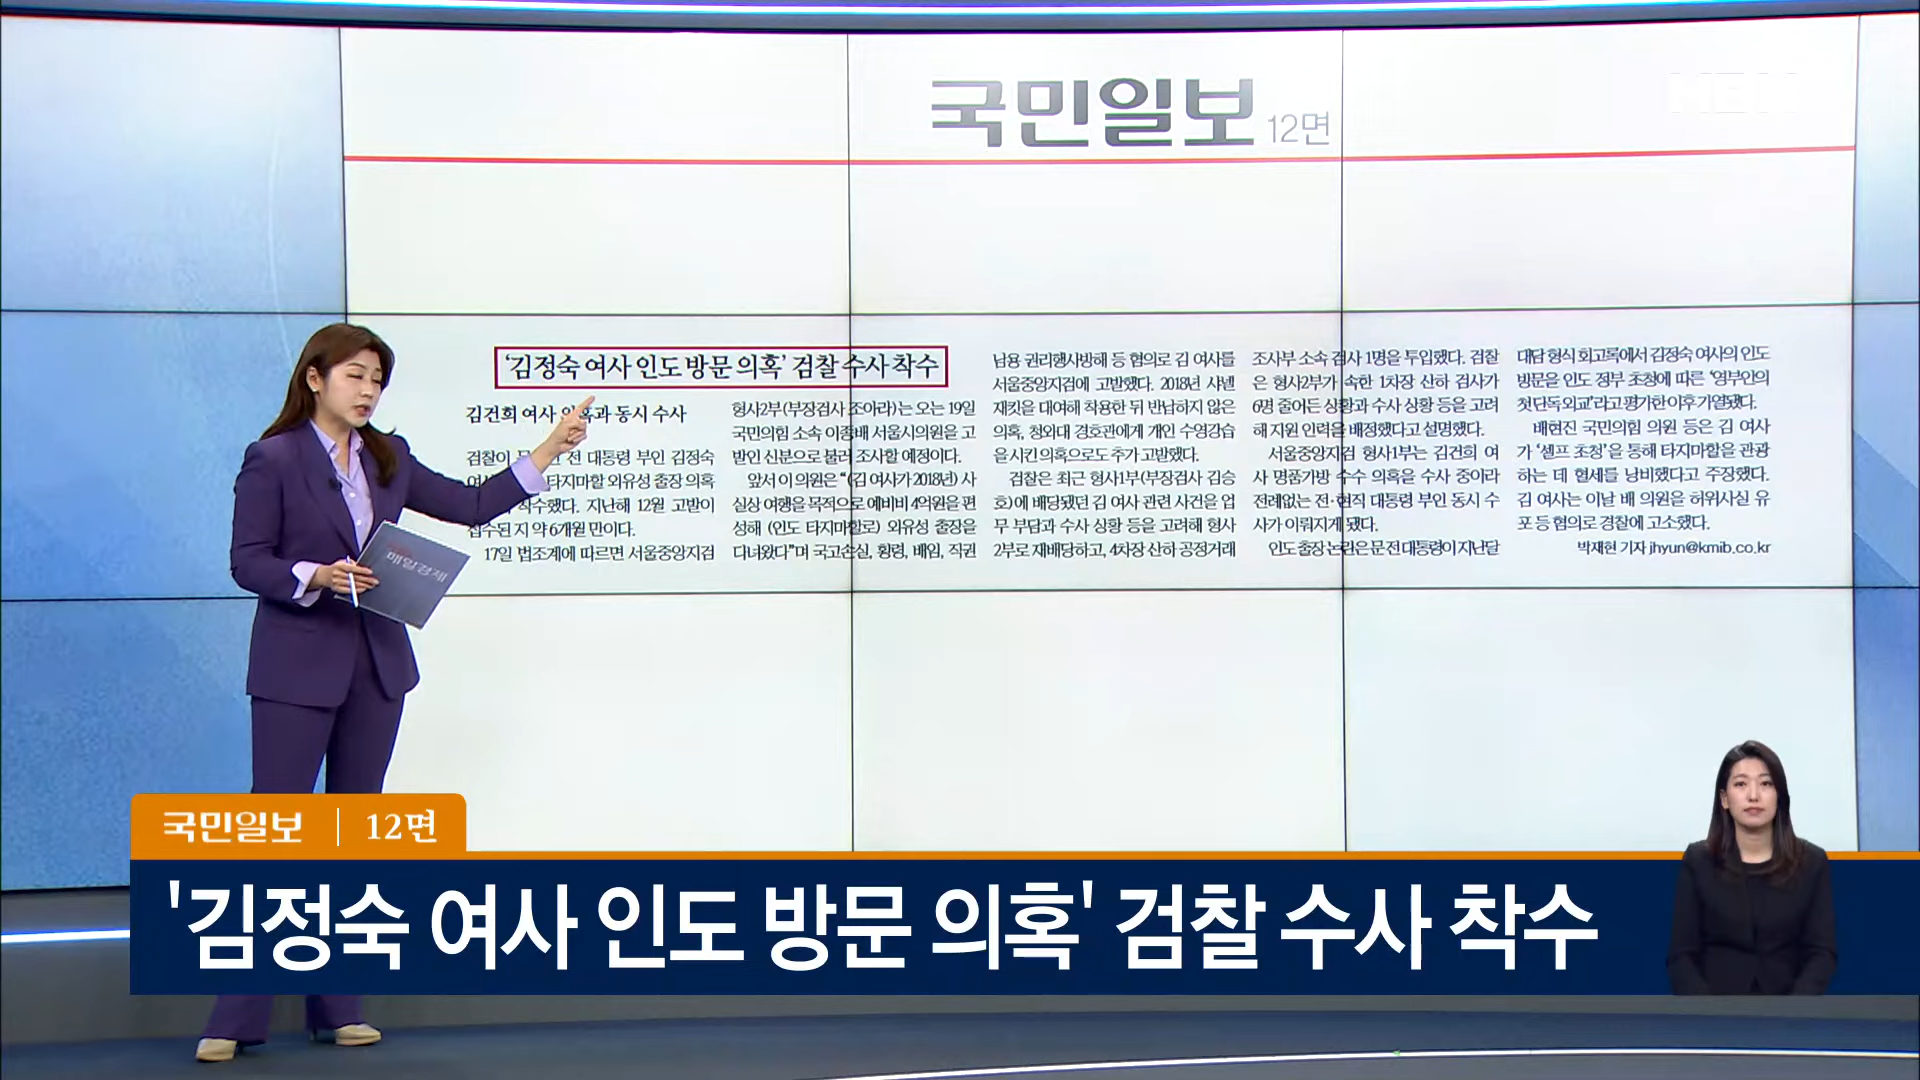 국민일보 12면
MBN
'김정숙 여사 인도 방문 의혹' 검찰 수사 착수
김건희 여사 의혹과 동시 수사
검찰이 전 대통령 부인 김정숙
타지마할 외유성 출장 의혹
착수했다. 지난해 12월 고발이
접수된 지 약 6개월 만이다.
17일 법조계에 따르면 서울중앙지검
형사2부(부장검사 조아라)는 오는 19일
국민의힘 소속 이종배 서울시의원을 고
발인 신분으로 불러 조사할 예정이다.
앞서 이 의원은 “(김 여사가 2018년) 사
실상 여행을 목적으로 예비비 4억원을 편
성해 (인도 타지마할로) 외유성 출장을
다녀왔다”며 국고손실, 횡령, 배임, 직권
남용 권리행사방해 등 혐의로 김 여사를
서울중앙지검에 고발했다. 2018년 샤넬
재킷을 대여해 착용한 뒤 반납하지 않은
의혹, 청와대 경호관에게 개인 수영강습
을 시킨 의혹으로도 추가 고발했다.
검찰은 최근 형사1부(부장검사 김승
호)에 배당됐던 김 여사 관련 사건을 업
무 부담과 수사 상황 등을 고려해 형사
2부로 재배당하고, 4차장 산하 공정거래
조사부 소속 검사 1명을 투입했다. 검찰
은 형사2부가 속한 1차장 산하 검사가
6명 줄어든 상황과 수사 상황 등을 고려
해 지원 인력을 배정했다고 설명했다.
서울중앙지검 형사1부는 김건희 여
사 명품가방 수수 의혹을 수사 중이라
전례없는 전·현직 대통령 부인 동시 수
사가 이뤄지게 됐다.
인도 출장 논란은 문 전 대통령이 지난달
대담 형식 회고록에서 김정숙 여사의 인도
방문을 인도 정부 초청에 따른 ‘영부인의
첫 단독외교’라고 평가한 이후 가열됐다.
배현진 국민의힘 의원 등은 김 여사
가 ‘셀프 초청’을 통해 타지마할을 관광
하는 데 혈세를 낭비했다고 주장했다.
김 여사는 이날 배 의원을 허위사실 유
포 등 혐의로 경찰에 고소했다.
박재현 기자 jhyun@kmib.co.kr
매일경제
국민일보 | 12면
'김정숙 여사 인도 방문 의혹' 검찰 수사 착수